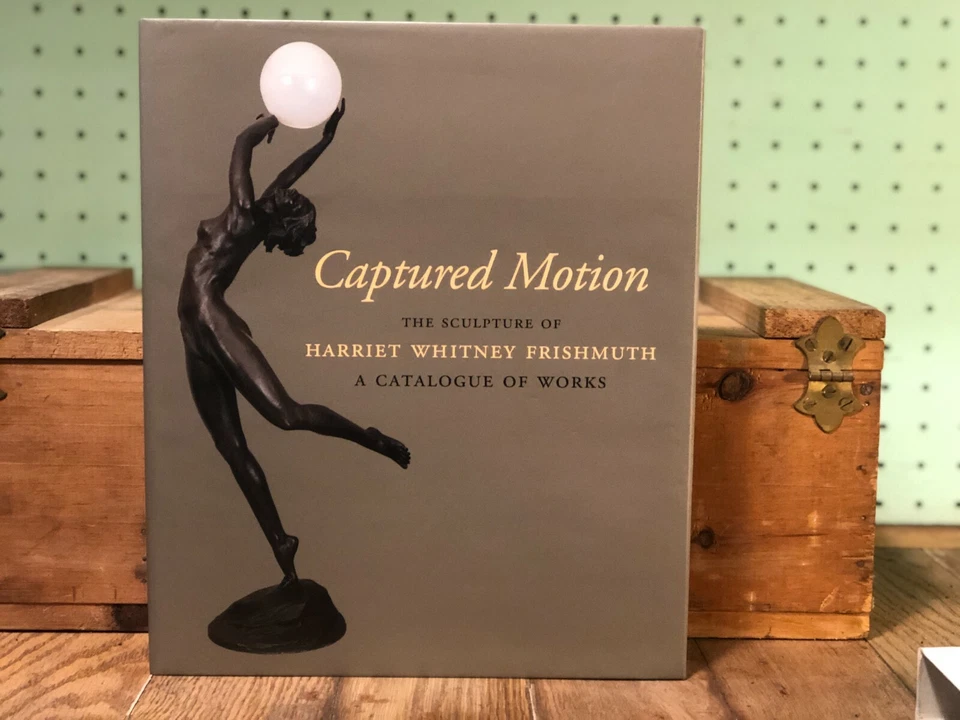 Captured Motion
THE SCULPTURE OF
HARRIET WHITNEY FRISHMUTH
A CATALOGUE OF WORKS